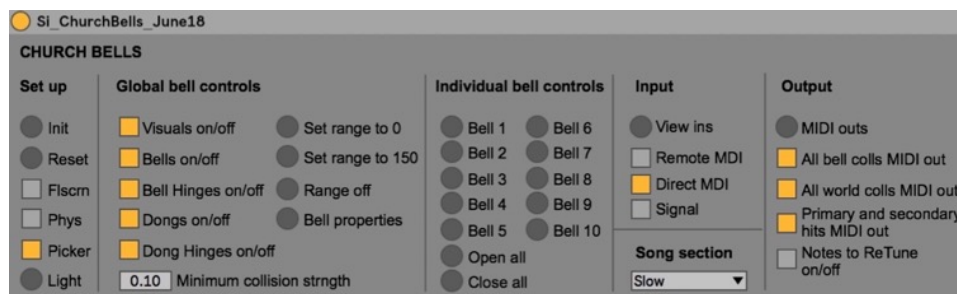 Si_ChurchBells_June18
CHURCH BELLS
Set up
Init
Reset
Flscrn
Phys
Picker
Light
Global bell controls
Visuals on/off
Bells on/off
Bell Hinges on/off
Dongs on/off
Dong Hinges on/off
0.10 Minimum collision strngth
Set range to 0
Set range to 150
Range off
Bell properties
Individual bell controls
Bell 1
Bell 2
Bell 3
Bell 4
Bell 5
Open all
Close all
Bell 6
Bell 7
Bell 8
Bell 9
Bell 10
Input
View ins
Remote MDI
Direct MDI
Signal
Song section
Slow
Output
MIDI outs
All bell colls MIDI out
All world colls MIDI out
Primary and secondary
hits MIDI out
Notes to ReTune
on/off